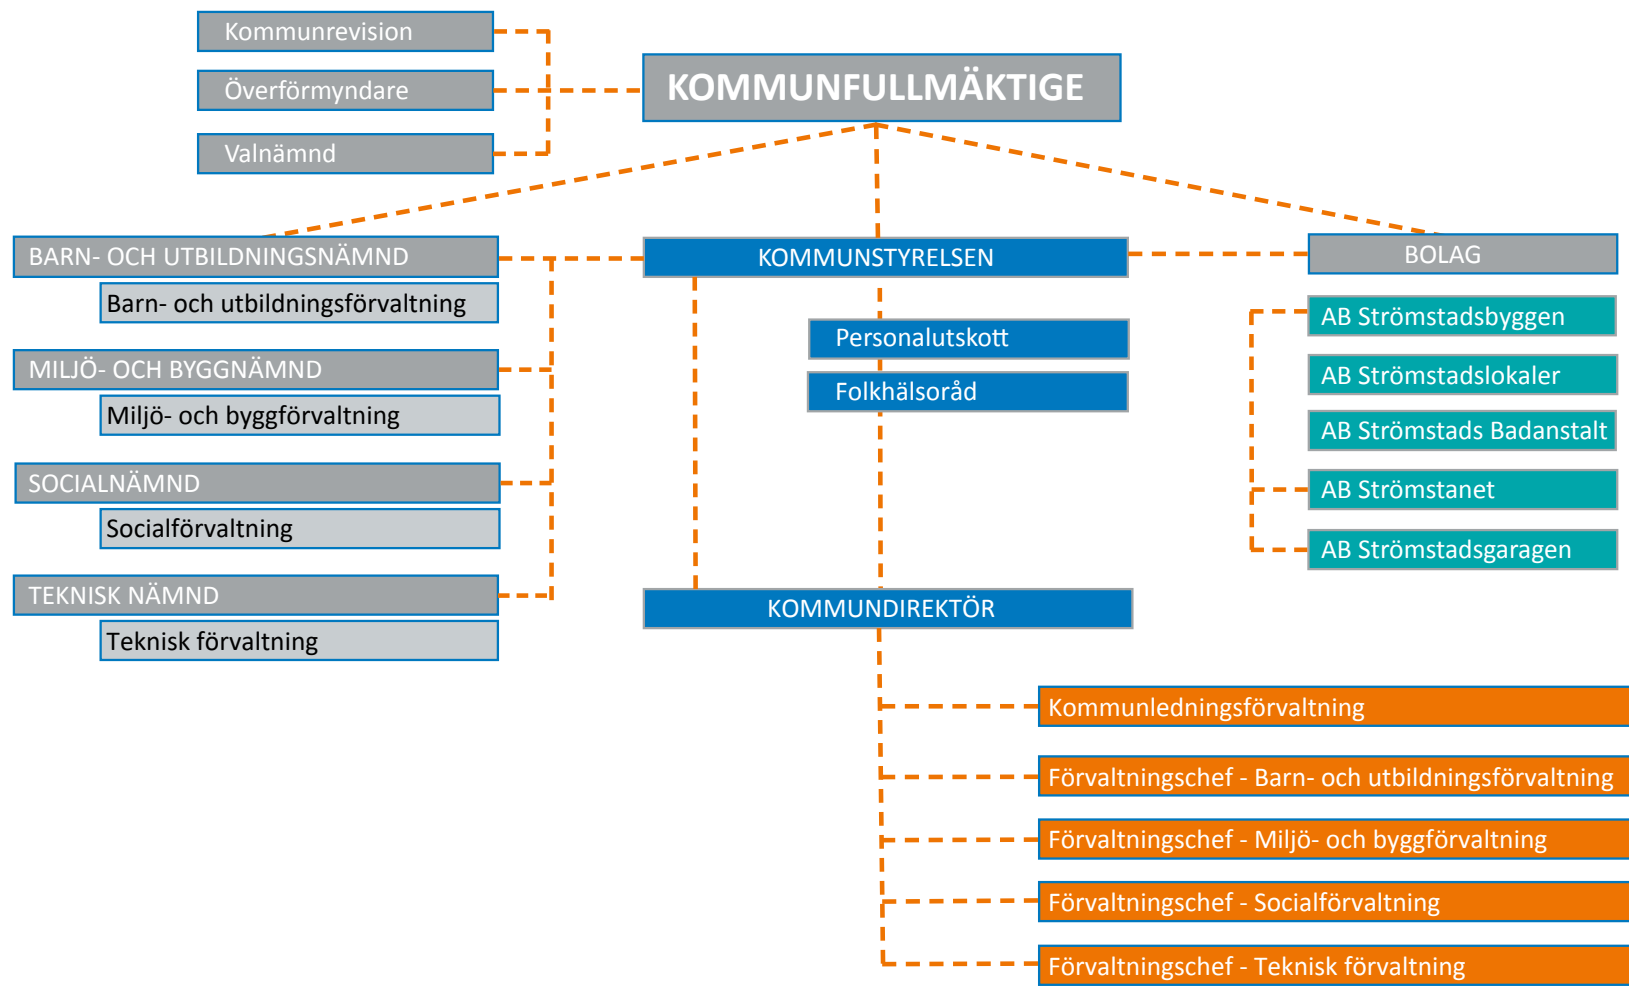 Kommunrevision
Överförmyndare
Valnämnd
KOMMUNFULLMÄKTIGE
BARN- OCH UTBILDNINGSNÄMND
Barn- och utbildningsförvaltning
MILJÖ- OCH BYGGNÄMND
Miljö- och byggförvaltning
SOCIALNÄMND
Socialförvaltning
TEKNISK NÄMND
Teknisk förvaltning
KOMMUNSTYRELSEN
Personalutskott
Folkhälsoråd
KOMMUNDIREKTÖR
BOLAG
AB Strömstadsbyggen
AB Strömstadslokaler
AB Strömstads Badanstalt
AB Strömstanet
AB Strömstadsgaragen
Kommunledningsförvaltning
Förvaltningschef - Barn- och utbildningsförvaltning
Förvaltningschef - Miljö- och byggförvaltning
Förvaltningschef - Socialförvaltning
Förvaltningschef - Teknisk förvaltning